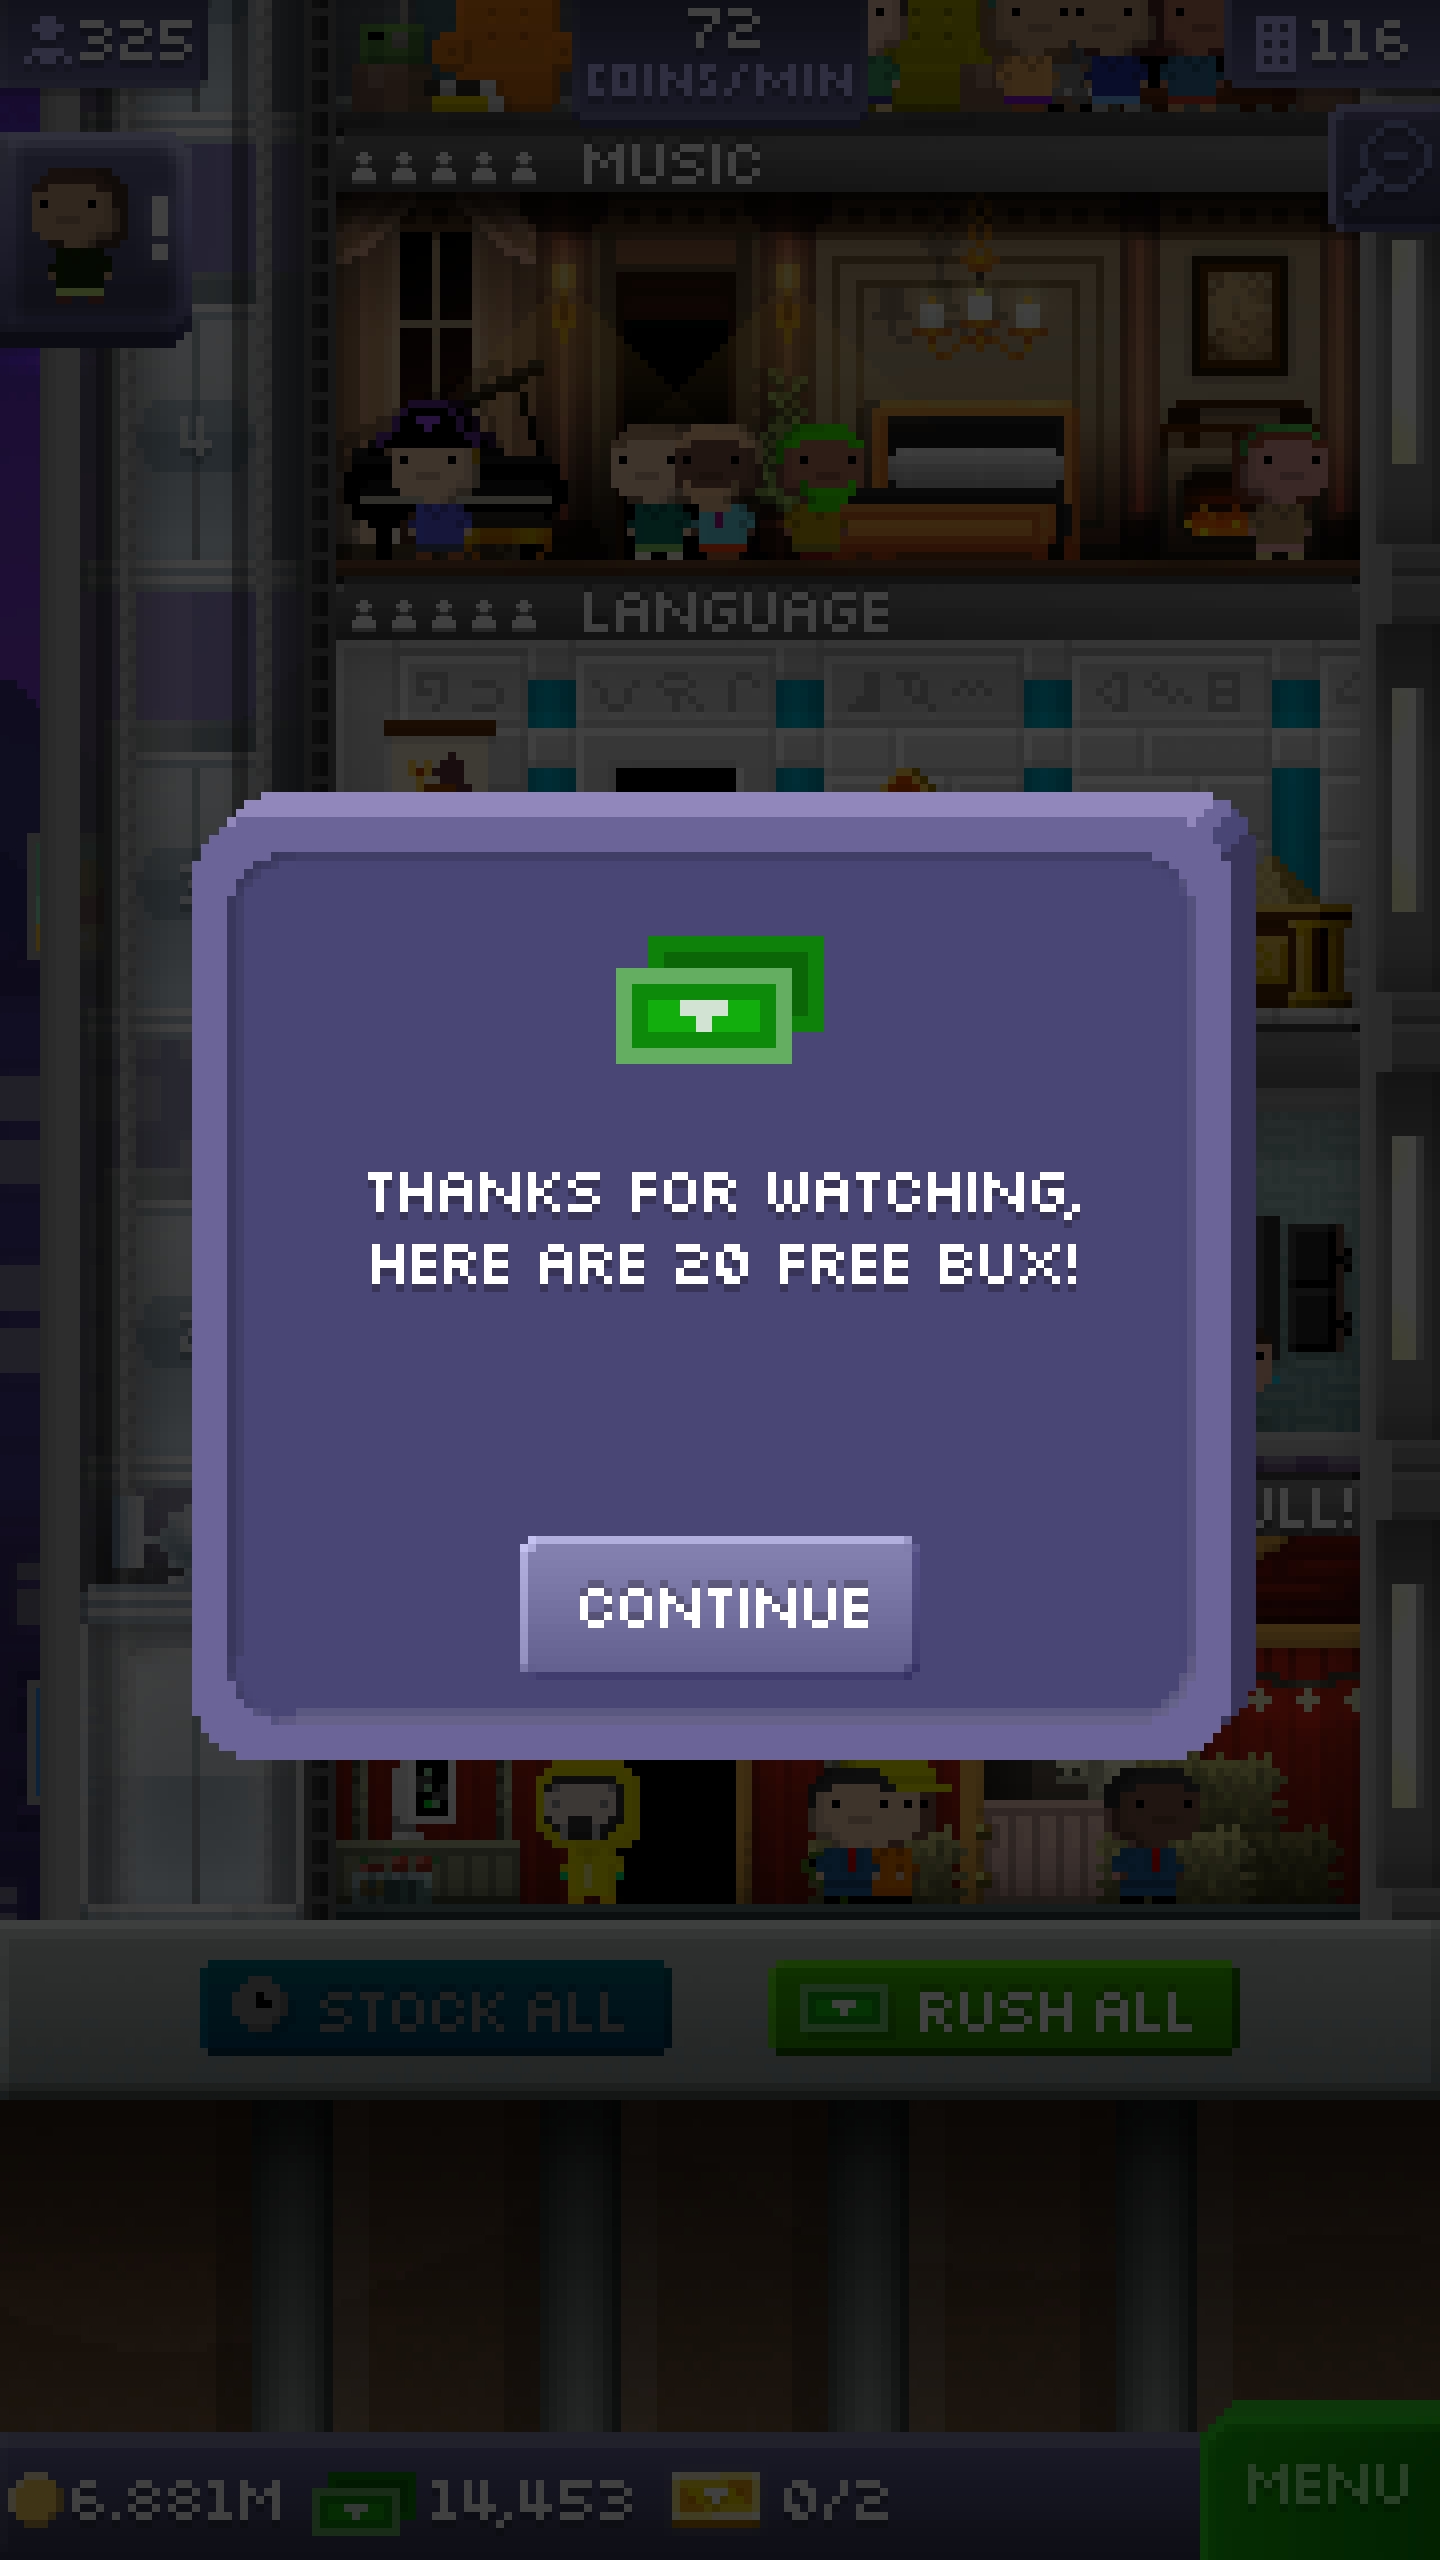 325
72
COINS/MIN
116
MUSIC
!
4
LANGUAGE
THANKS FOR WATCHING,
HERE ARE 20 FREE BUX!
CONTINUE
STOCK ALL
RUSH ALL
6.881M
14,453
0/2
MENU